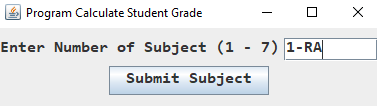 Program Calculate Student Grade
Enter Number of Subject (1 - 7) 1-RA
Submit Subject